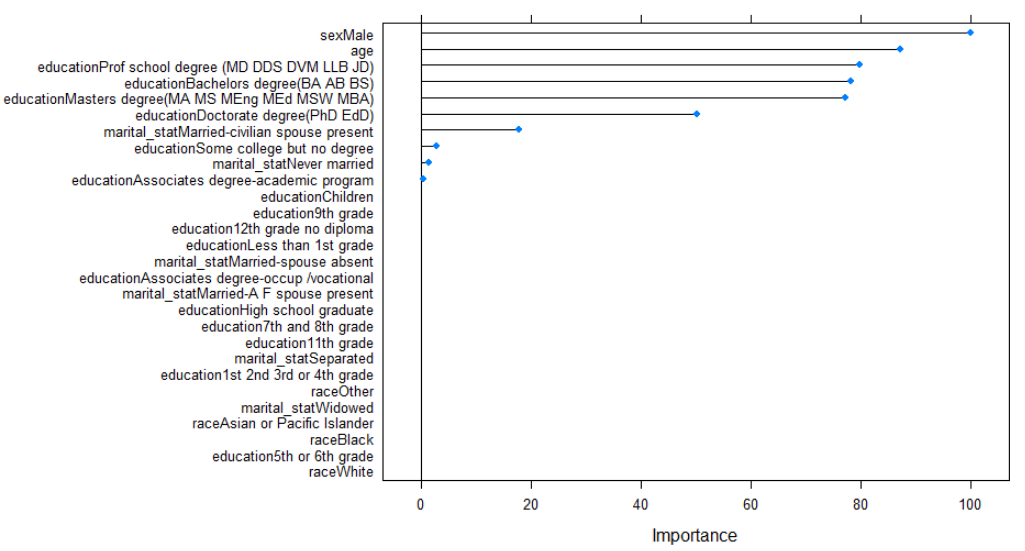 sexMale
age
educationProf school degree (MD DDS DVM LLB JD)
educationBachelors degree(BA AB BS)
educationMasters degree(MA MS MEng MEd MSW MBA)
educationDoctorate degree(PhD EdD)
marital_statMarried-civilian spouse present
educationSome college but no degree
marital_statNever married
educationAssociates degree-academic program
educationChildren
education9th grade
education12th grade no diploma
educationLess than 1st grade
marital_statMarried-spouse absent
educationAssociates degree-occup /vocational
marital_statMarried-A F spouse present
educationHigh school graduate
education7th and 8th grade
education11th grade
marital_statSeparated
education1st 2nd 3rd or 4th grade
raceOther
marital_statWidowed
raceAsian or Pacific Islander
raceBlack
education5th or 6th grade
raceWhite
0 20 40 60 80 100
Importance